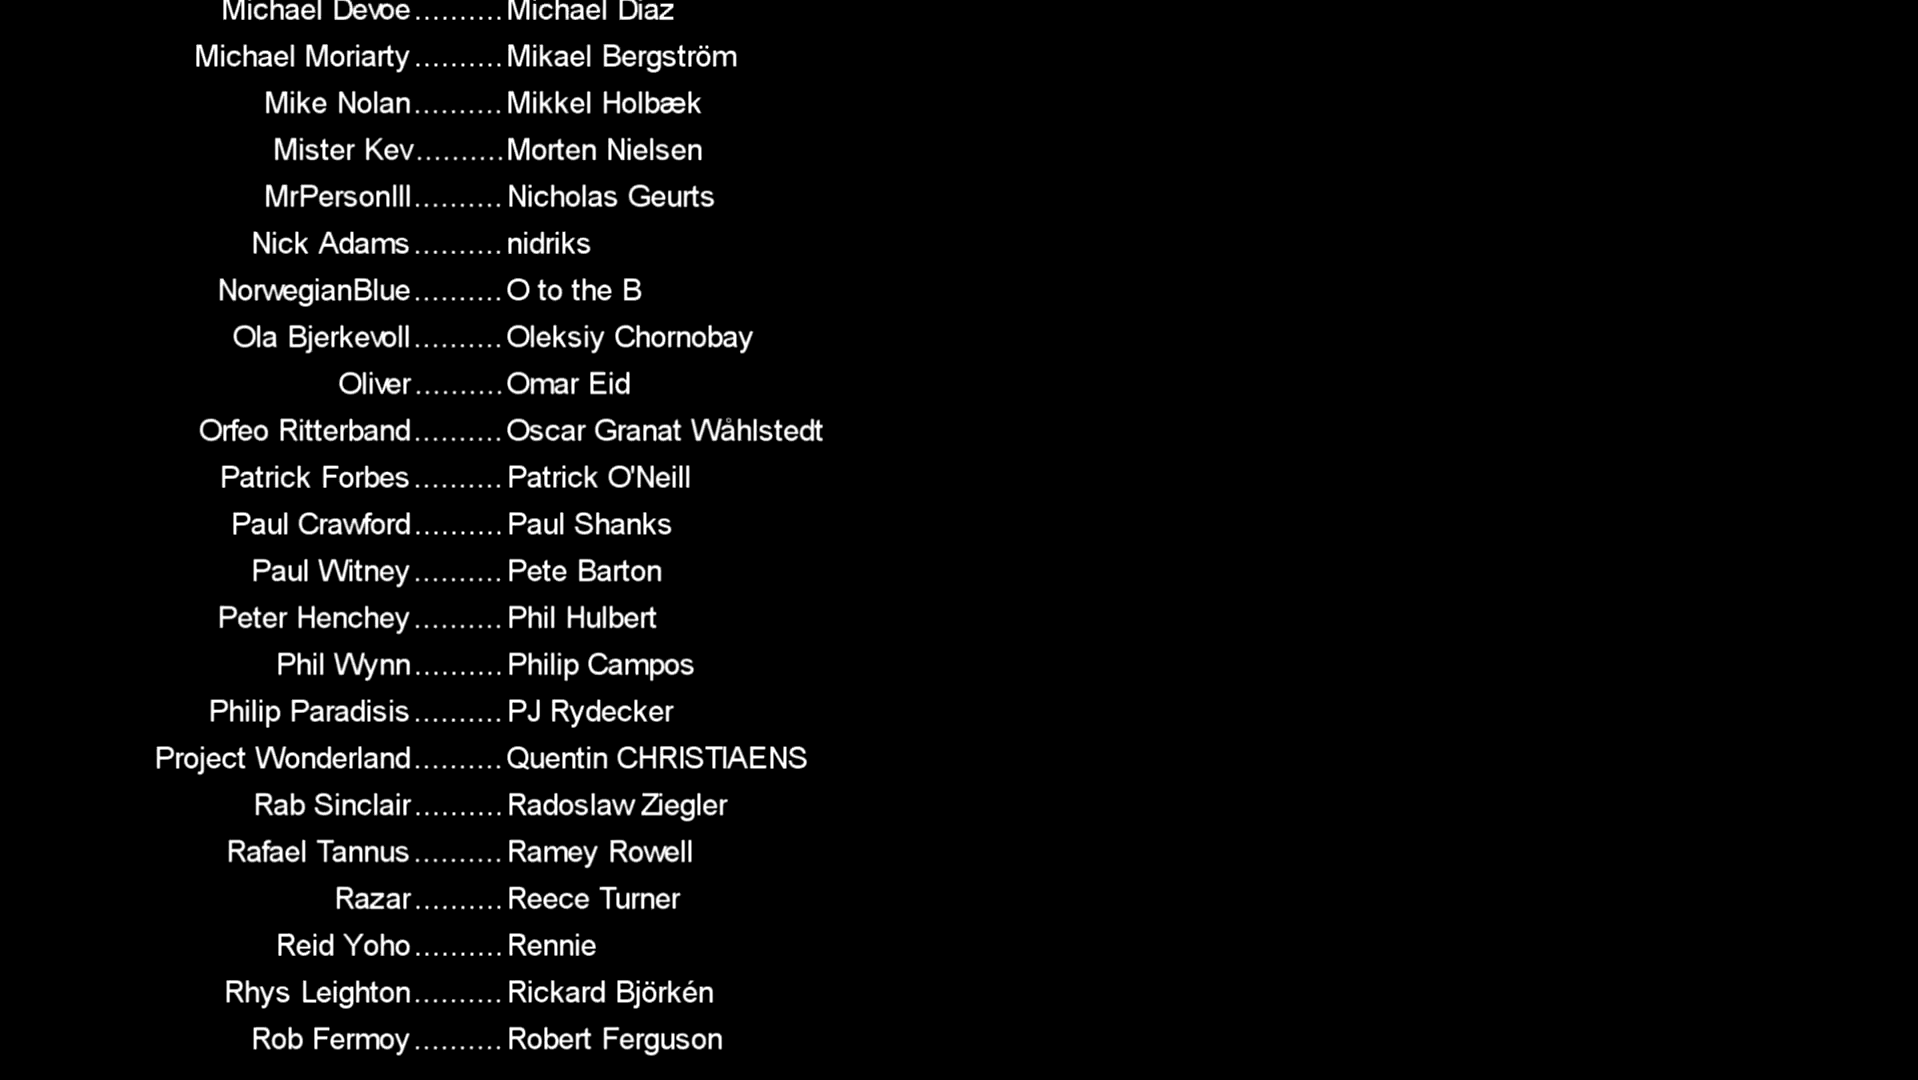 Michael Devoe..........Michael Diaz
Michael Moriarty..........Mikael Bergström
Mike Nolan..........Mikkel Holbæk
Mister Kev..........Morten Nielsen
MrPersonIII..........Nicholas Geurts
Nick Adams..........nidriks
NorwegianBlue..........O to the B
Ola Bjerkevoll..........Oleksiy Chornobay
Oliver..........Omar Eid
Orfeo Ritterband..........Oscar Granat Wåhlstedt
Patrick Forbes..........Patrick O'Neill
Paul Crawford..........Paul Shanks
Paul Witney..........Pete Barton
Peter Henchey..........Phil Hulbert
Phil Wynn..........Philip Campos
Philip Paradisis..........PJ Rydecker
Project Wonderland..........Quentin CHRISTIAENS
Rab Sinclair..........Radoslaw Ziegler
Rafael Tannus..........Ramey Rowell
Razar..........Reece Turner
Reid Yoho..........Rennie
Rhys Leighton..........Rickard Björkén
Rob Fermoy..........Robert Ferguson